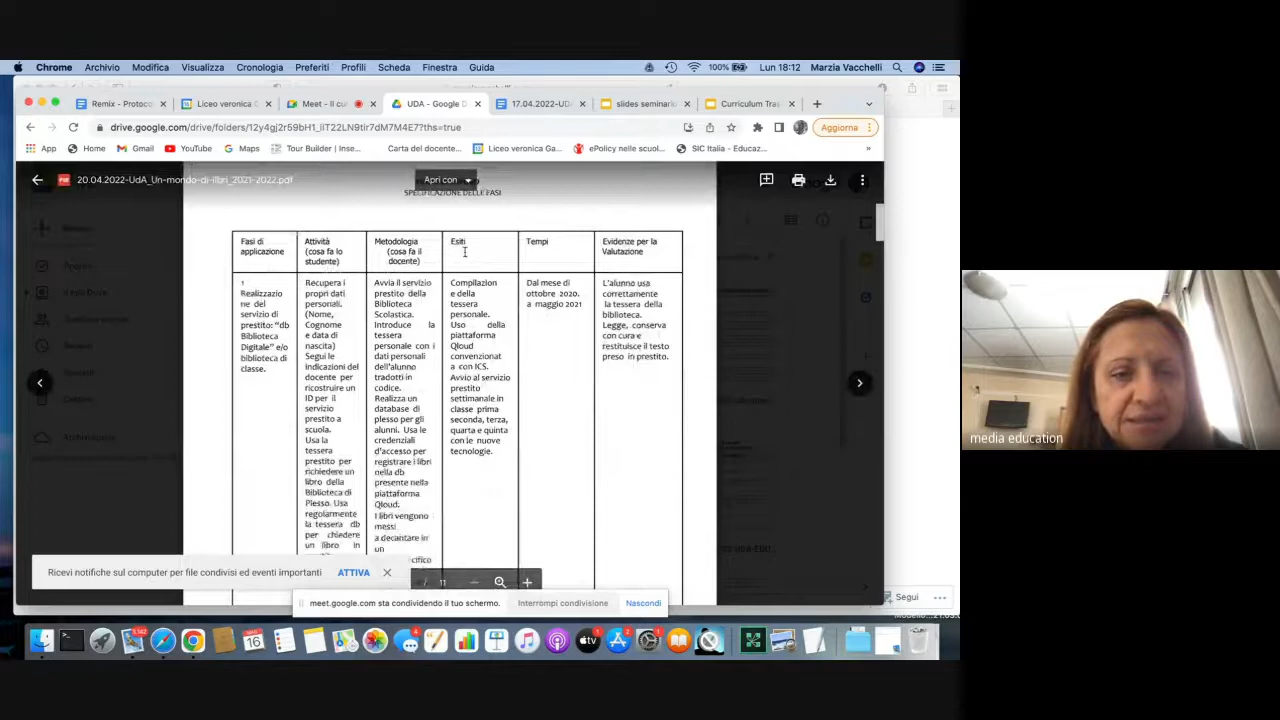 Chrome Archivio Modifica Visualizza Cronologia Preferiti Profili Scheda Finestra Guida 100% Lun 18:12 Marzia Vacchelli
Remix - Protoco Liceo veronica G Meet - Il cu UDA - Google D 17.04.2022-UDA slides seminario Curriculum Tras
drive.google.com/drive/folders/12y4gj2r59bH1_iIT22LN9tir7dM7M4E7?ths=true Aggiorna
App Home Gmail YouTube Maps Tour Builder | Inse... Carta del docente... Liceo veronica Ga... ePolicy nelle scuol... SIC Italia - Educaz... »
PDF 20.04.2022-UdA_Un-mondo-di-libri_2021-2022.pdf Apri con
SPECIFICAZIONE DELLE FASI
Fasi di
applicazione
Attività
(cosa fa lo
studente)
Metodologia
(cosa fa il
docente)
Esiti
Tempi
Evidenze per la
Valutazione
1
Realizzazio
ne del
servizio di
prestito: "db
Biblioteca
Digitale" e/o
biblioteca di
classe.
Recupera i
propri dati
personali.
(Nome,
Cognome
e data di
nascita)
Segui le
indicazioni del
docente per
ricostruire un
ID per il
servizio
prestito a
scuola.
Usa la
tessera
prestito per
richiedere un
libro della
Biblioteca di
Plesso. Usa
regolarmente
la tessera db
per chiedere
un libro in
Avvia il servizio
prestito della
Biblioteca
Scolastica.
Introduce la
tessera
personale con i
dati personali
dell'alunno
tradotti in
codice.
Realizza un
database di
plesso per gli
alunni. Usa le
credenziali
d'accesso per
registrare i libri
nella db
presente nella
piattaforma
Qloud.
I libri vengono
messi
a decantare in
un
Compilazion
e della
tessera
personale.
Uso della
piattaforma
Qloud
convenzionat
a con ICS.
Avvio al servizio
prestito
settimanale in
classe prima
seconda, terza,
quarta e quinta
con le nuove
tecnologie.
Dal mese di
ottobre 2020.
a maggio 2021
L'alunno usa
correttamente
la tessera della
biblioteca.
Legge, conserva
con cura e
restituisce il testo
preso in prestito.
Ricevi notifiche sul computer per file condivisi ed eventi importanti ATTIVA
/ 11
meet.google.com sta condividendo il tuo schermo. Interrompi condivisione Nascondi
Segui
media education